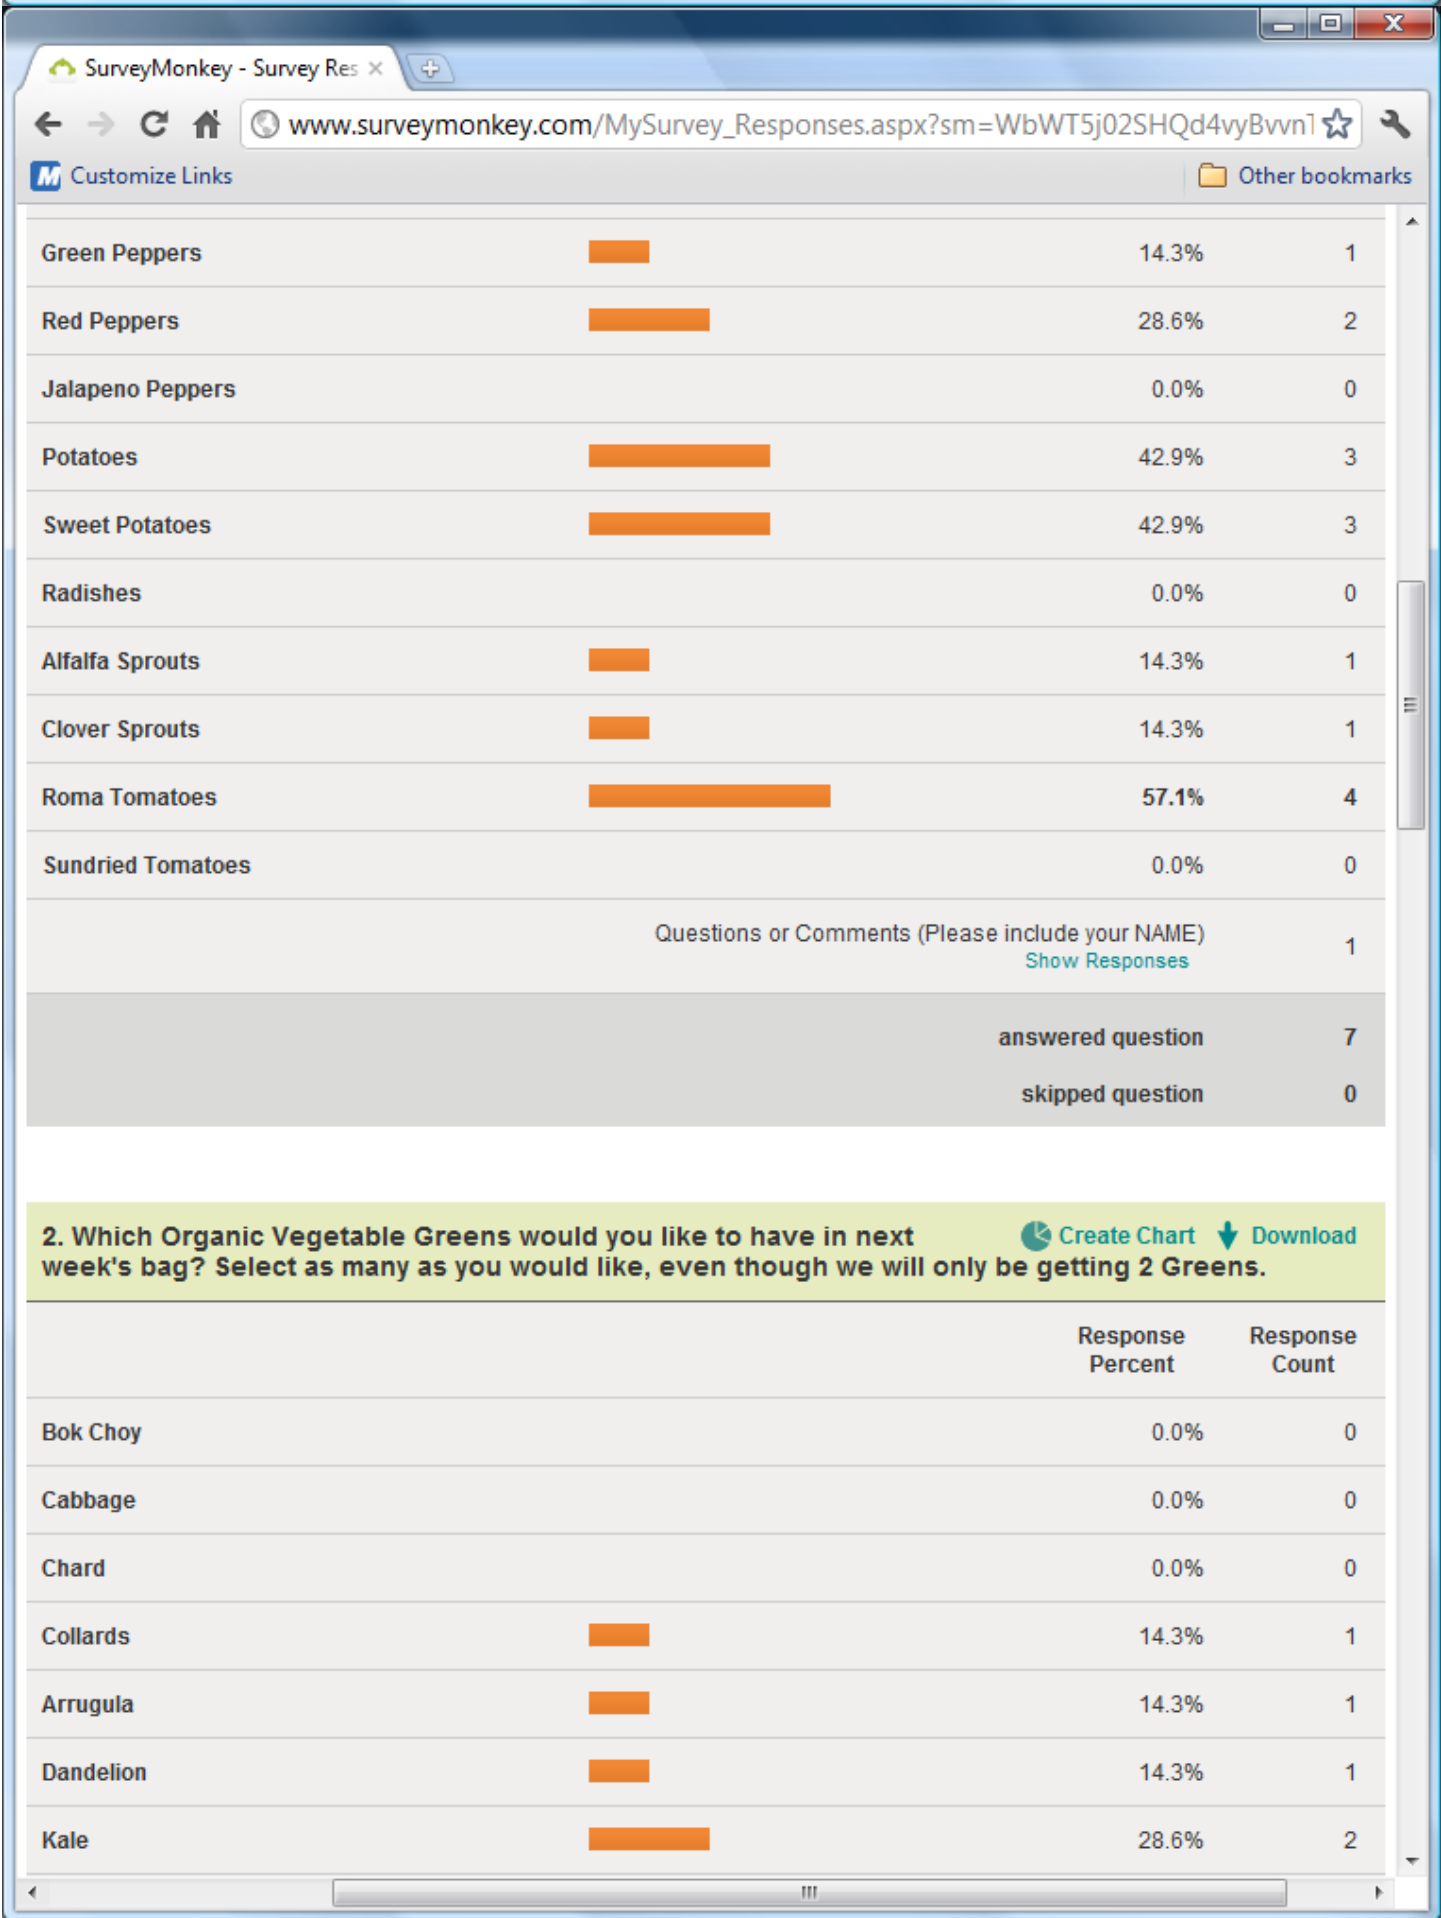 SurveyMonkey - Survey Res
www.surveymonkey.com/MySurvey_Responses.aspx?sm=WbWT5j02SHQd4vyBvvn
Customize Links Other bookmarks
Green Peppers 14.3% 1
Red Peppers 28.6% 2
Jalapeno Peppers 0.0% 0
Potatoes 42.9% 3
Sweet Potatoes 42.9% 3
Radishes 0.0% 0
Alfalfa Sprouts 14.3% 1
Clover Sprouts 14.3% 1
Roma Tomatoes 57.1% 4
Sundried Tomatoes 0.0% 0
Questions or Comments (Please include your NAME) 1
Show Responses
answered question 7
skipped question 0
2. Which Organic Vegetable Greens would you like to have in next Create Chart Download
week's bag? Select as many as you would like, even though we will only be getting 2 Greens.
Response Response
Percent Count
Bok Choy 0.0% 0
Cabbage 0.0% 0
Chard 0.0% 0
Collards 14.3% 1
Arrugula 14.3% 1
Dandelion 14.3% 1
Kale 28.6% 2